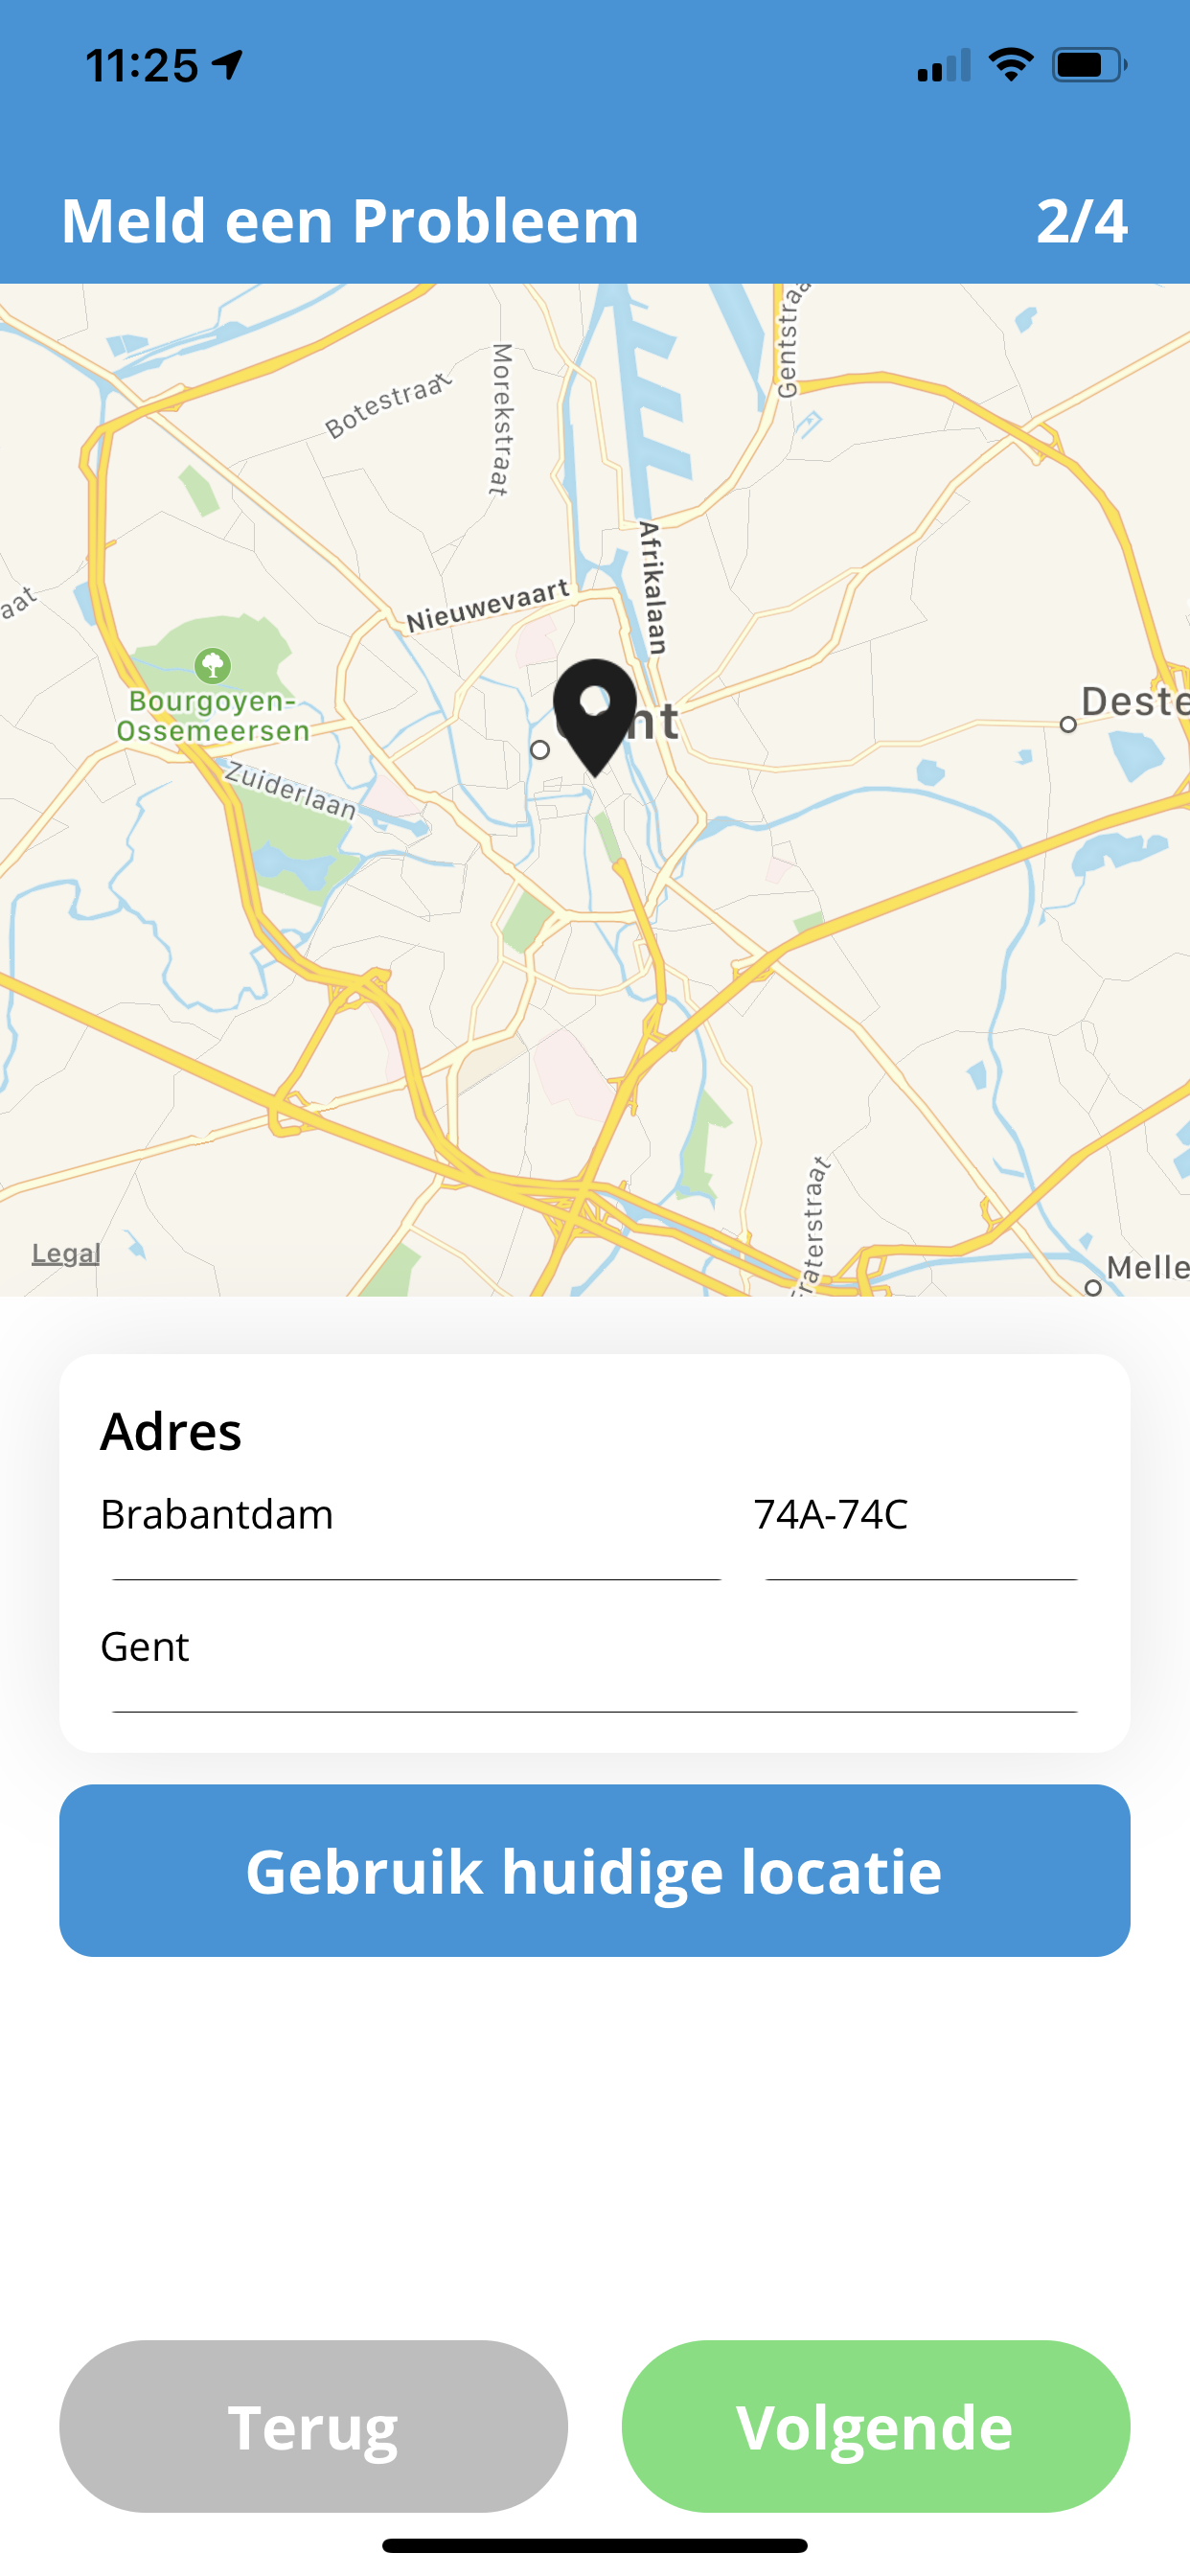 11:25
Meld een Probleem
2/4
Gentstraa
Morekstraat
Botestraat
Afrikalaan
aat
Nieuwevaart
Bourgoyen-
Ossemeersen
nt
Deste
Zuiderlaan
Fraterstraat
Legal
Melle
Adres
Brabantdam
74A-74C
Gent
Gebruik huidige locatie
Terug
Volgende